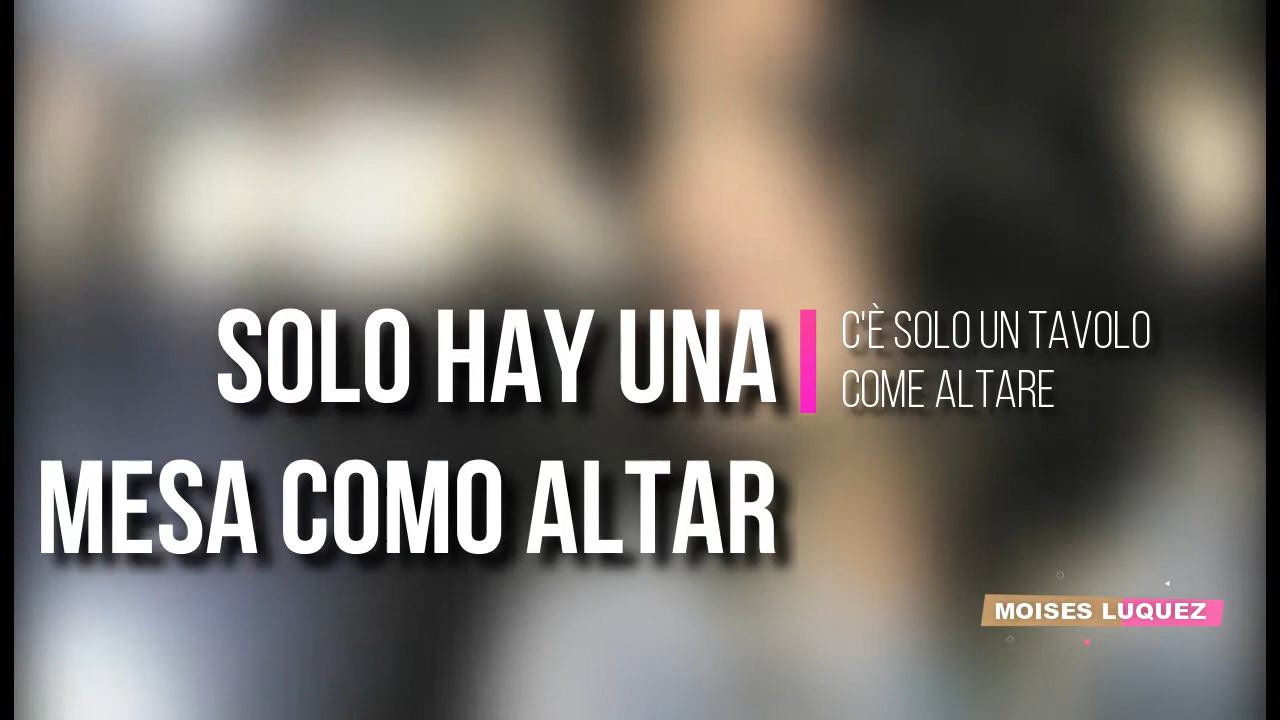 SOLO HAY UNA
MESA COMO ALTAR
C'È SOLO UN TAVOLO
COME ALTARE
MOISES LUQUEZ